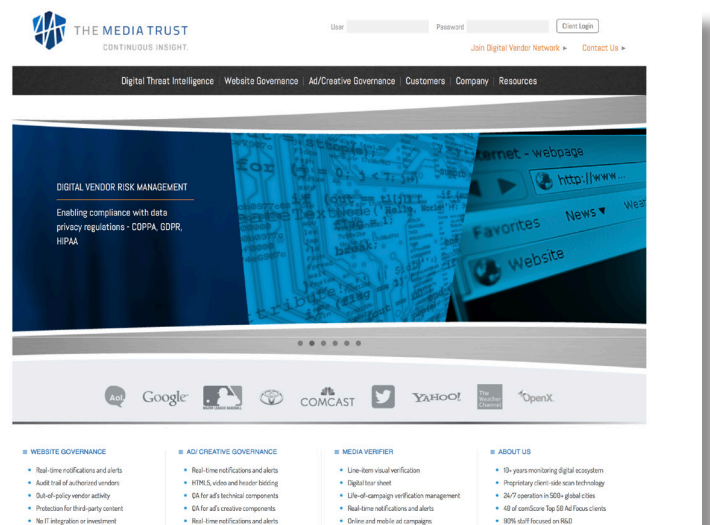 THE MEDIA TRUST
CONTINUOUS INSIGHT.
User
Password
Client Login
Join Digital Vendor Network ►
Contact Us ►
Digital Threat Intelligence | Website Governance | Ad/Creative Governance | Customers | Company | Resources
DIGITAL VENDOR RISK MANAGEMENT
Enabling compliance with data
privacy regulations - COPPA, GDPR,
HIPAA
ternet - webpage
http://www...
Favorites News ▼ Weat
Website
for
break;
Aol.
Google
MAJOR LEAGUE BASEBALL
COMCAST
YAHOO!
The
Weather
Channel
OpenX
WEBSITE GOVERNANCE
• Real-time notifications and alerts
• Audit trail of authorized vendors
• Out-of-policy vendor activity
• Protection for third-party content
• No IT integration or investment
AD/ CREATIVE GOVERNANCE
• Real-time notifications and alerts
• HTML5, video and header bidding
• QA for ad's technical components
• QA for ad's creative components
• Real-time notifications and alerts
MEDIA VERIFIER
• Line-item visual verification
• Digital tear sheet
• Life-of-campaign verification management
• Real-time notifications and alerts
• Online and mobile ad campaigns
ABOUT US
• 10+ years monitoring digital ecosystem
• Proprietary client-side scan technology
• 24/7 operation in 500+ global cities
• 48 of comScore Top 50 Ad Focus clients
• 90% staff focused on R&D